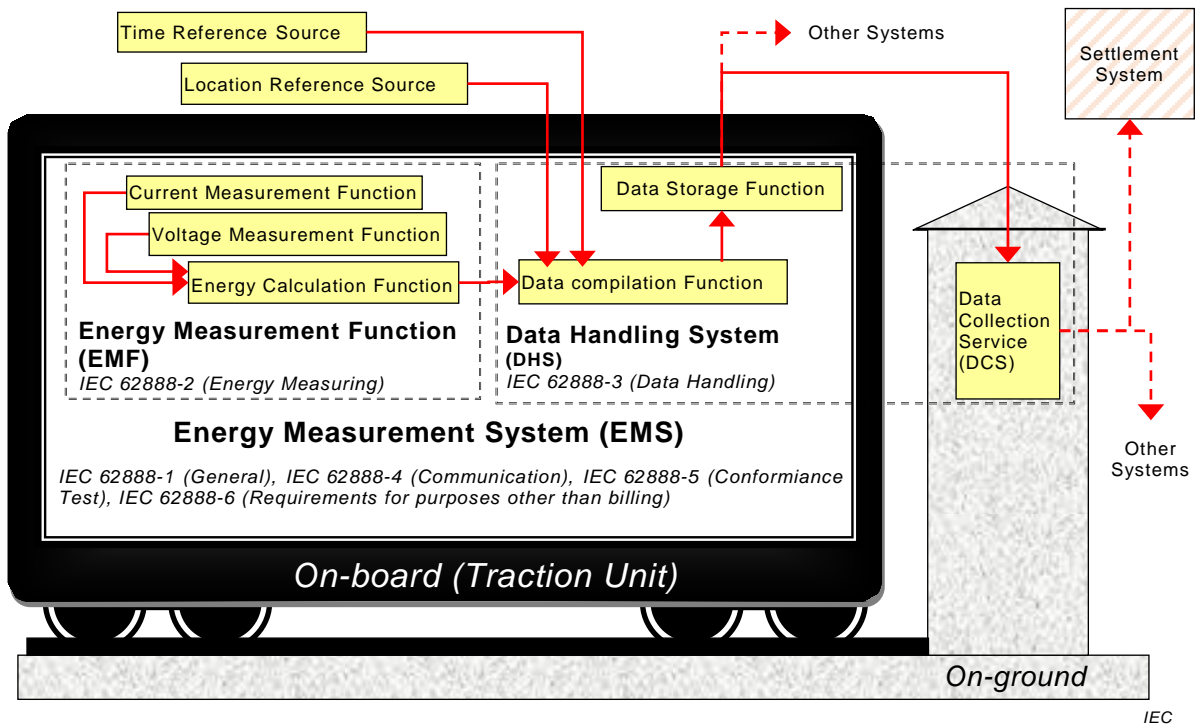 Time Reference Source
Other Systems
Settlement
System
Location Reference Source
Current Measurement Function
Data Storage Function
Voltage Measurement Function
Energy Calculation Function
Data compilation Function
Data
Collection
Service
(DCS)
Energy Measurement Function
(EMF)
IEC 62888-2 (Energy Measuring)
Data Handling System
(DHS)
IEC 62888-3 (Data Handling)
Energy Measurement System (EMS)
Other
Systems
IEC 62888-1 (General), IEC 62888-4 (Communication), IEC 62888-5 (Conformiance
Test), IEC 62888-6 (Requirements for purposes other than billing)
On-board (Traction Unit)
On-ground
IEC